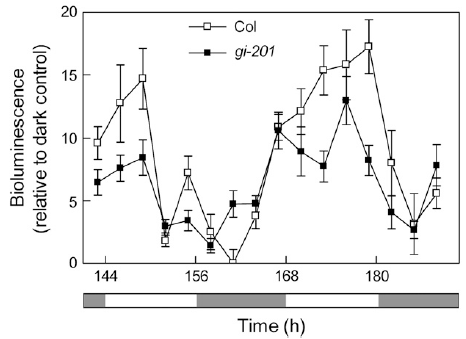 Bioluminescence
(relative to dark control)
20
15
10
5
0
Col
gi-201
144 156 168 180
Time (h)